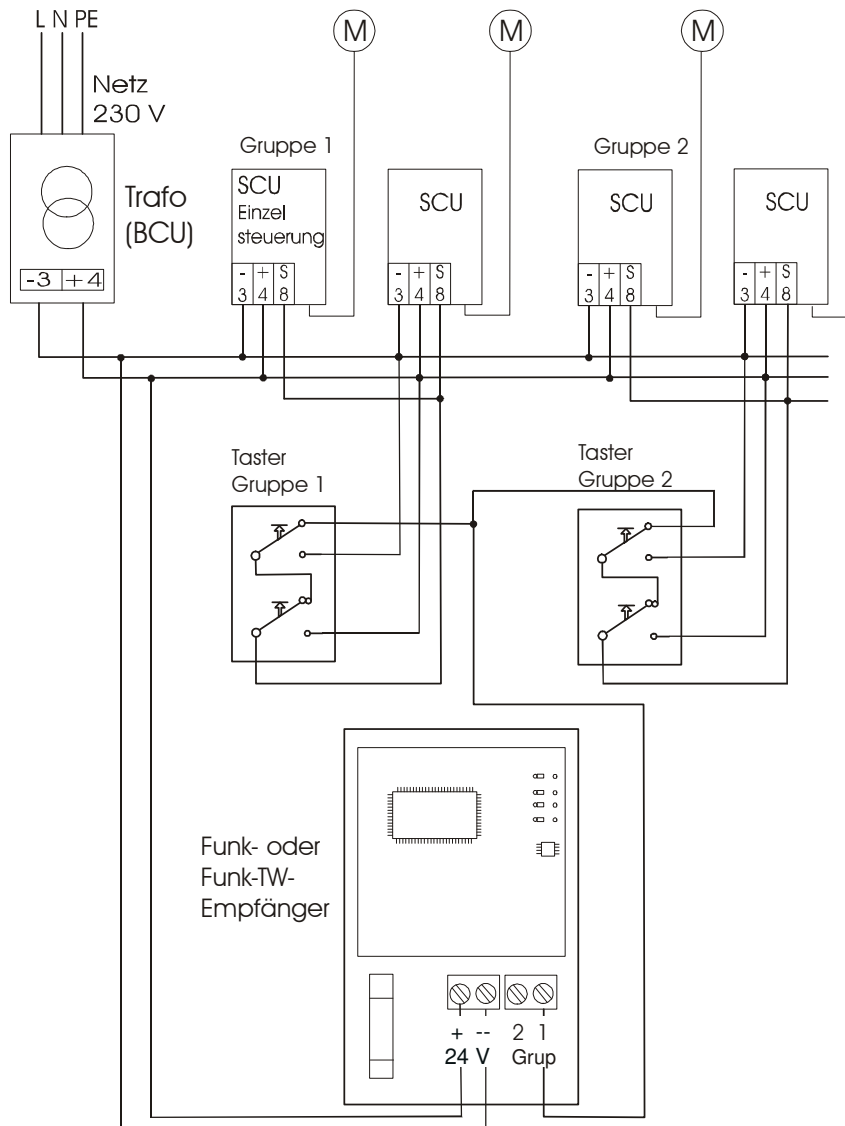 L N PE
Netz
230 V
Trafo
(BCU)
-3 +4
M
M
M
Gruppe 1
SCU
Einzel
steuerung
- + S
3 4 8
SCU
- + S
3 4 8
Gruppe 2
SCU
- + S
3 4 8
SCU
- + S
3 4 8
Taster
Gruppe 1
Taster
Gruppe 2
Funk- oder
Funk-TW-
Empfänger
+ -- 2 1
24 V Grup